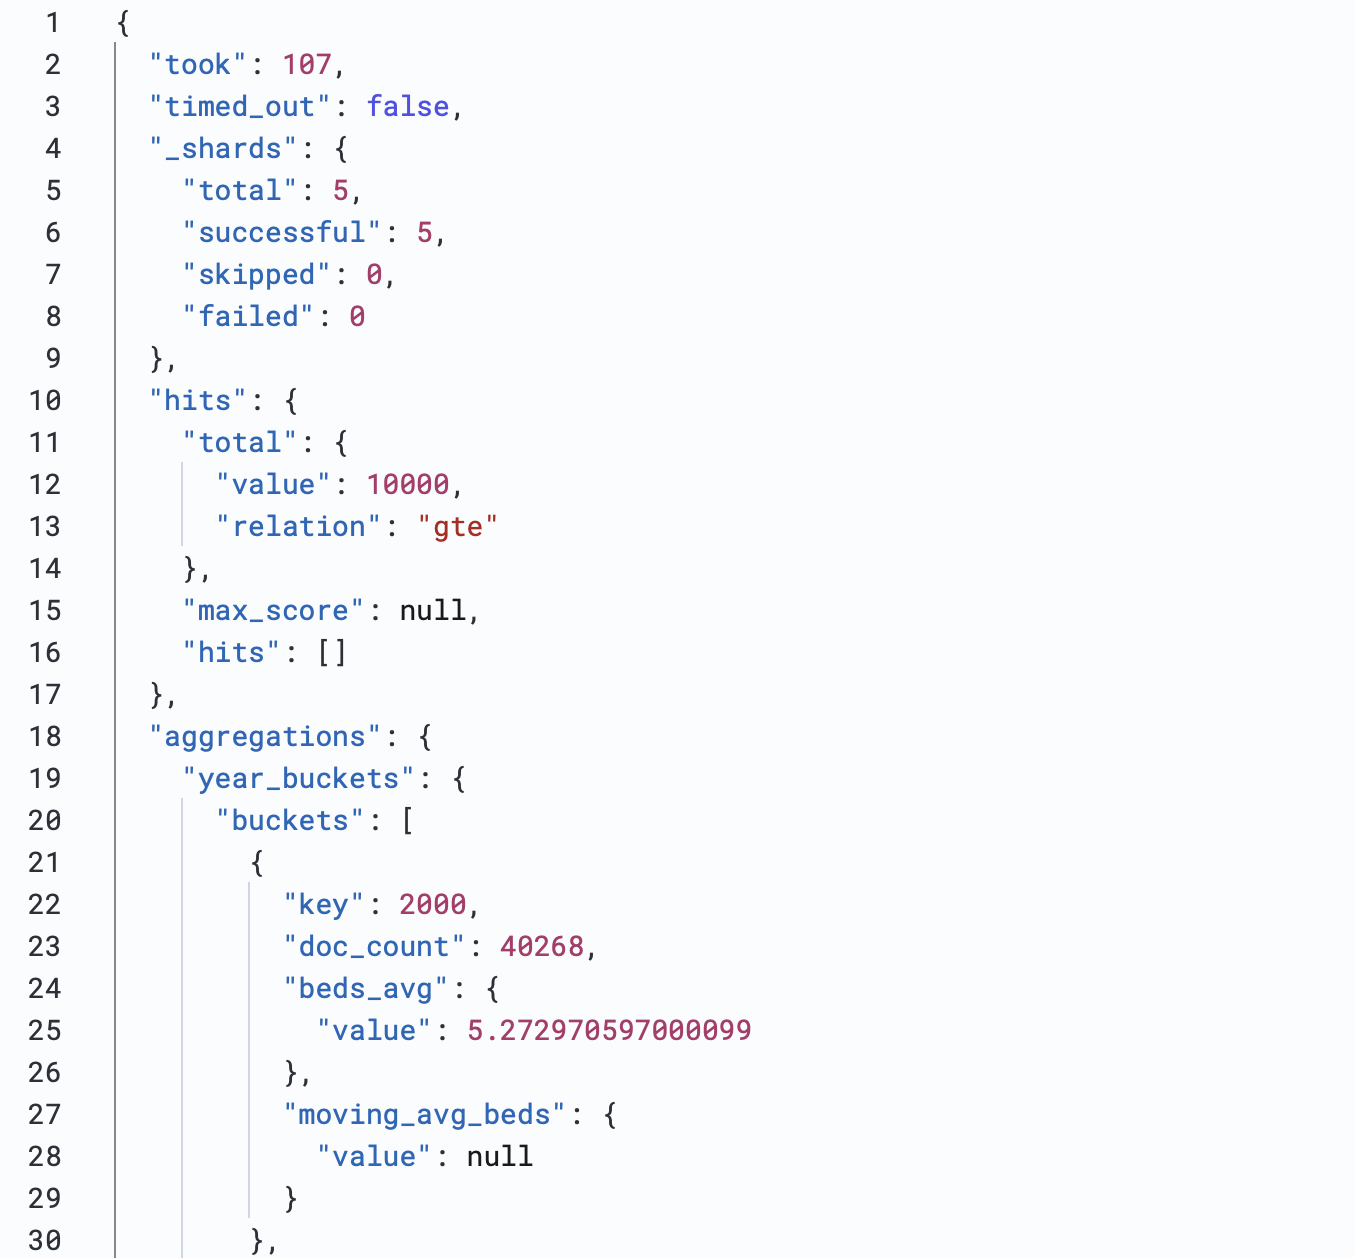 1 {
2 "took": 107,
3 "timed_out": false,
4 "_shards": {
5 "total": 5,
6 "successful": 5,
7 "skipped": 0,
8 "failed": 0
9 },
10 "hits": {
11 "total": {
12 "value": 10000,
13 "relation": "gte"
14 },
15 "max_score": null,
16 "hits": []
17 },
18 "aggregations": {
19 "year_buckets": {
20 "buckets": [
21 {
22 "key": 2000,
23 "doc_count": 40268,
24 "beds_avg": {
25 "value": 5.272970597000099
26 },
27 "moving_avg_beds": {
28 "value": null
29 }
30 },